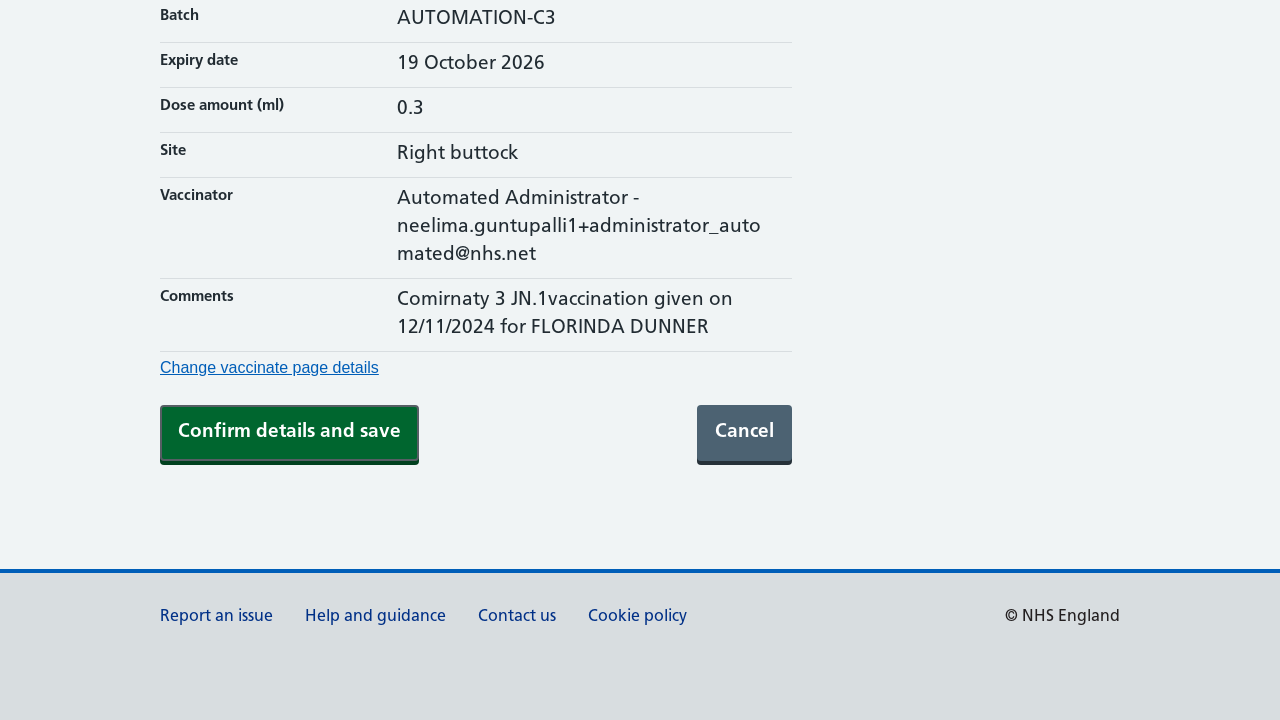 Batch
AUTOMATION-C3
Expiry date
19 October 2026
Dose amount (ml)
0.3
Site
Right buttock
Vaccinator
Automated Administrator -
neelima.guntupalli1+administrator_auto
mated@nhs.net
Comments
Comirnaty 3 JN.1vaccination given on
12/11/2024 for FLORINDA DUNNER
Change vaccinate page details
Confirm details and save
Cancel
Report an issue
Help and guidance
Contact us
Cookie policy
© NHS England